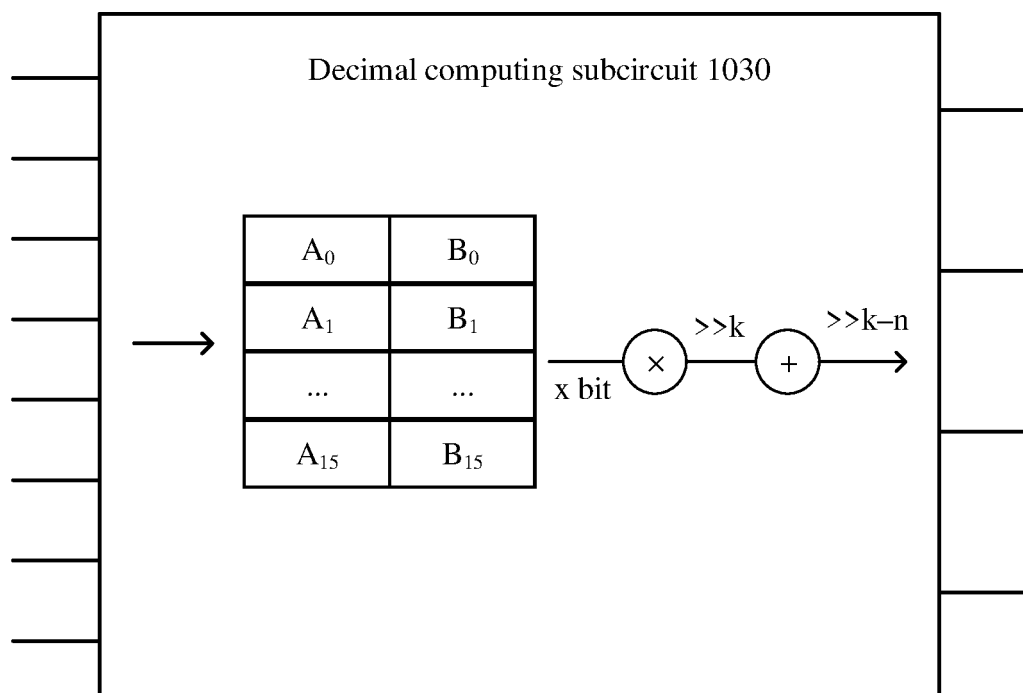 Decimal computing subcircuit 1030
A₀ B₀
A₁ B₁
... ...
A₁₅ B₁₅
x bit
×
>>k
+
>>k–n